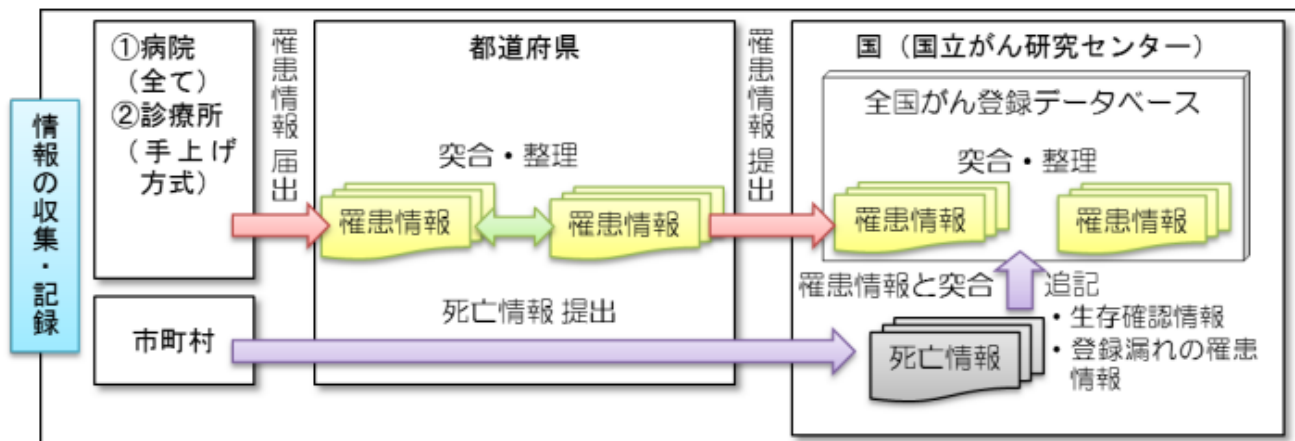 情報の収集・記録
①病院
（全て）
②診療所
（手上げ
方式）
罹患情報 届出
都道府県
突合・整理
罹患情報
罹患情報
罹患情報 提出
国（国立がん研究センター）
全国がん登録データベース
突合・整理
罹患情報
罹患情報
罹患情報と突合
追記
・生存確認情報
・登録漏れの罹患
情報
市町村
死亡情報 提出
死亡情報